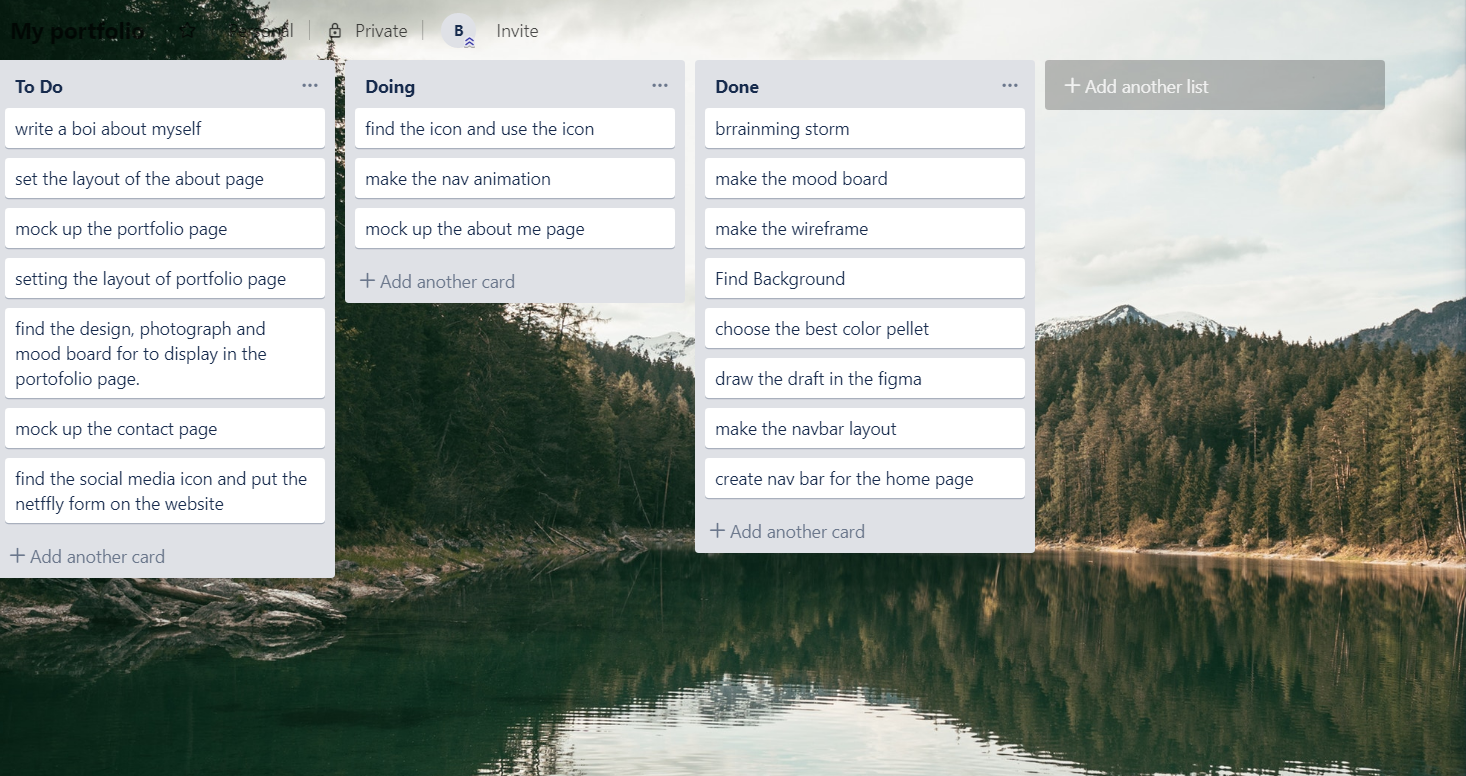 My portfolio Personal Private B Invite
To Do
write a boi about myself
set the layout of the about page
mock up the portfolio page
setting the layout of portfolio page
find the design, photograph and
mood board for to display in the
portofolio page.
mock up the contact page
find the social media icon and put the
netffly form on the website
+ Add another card
Doing
find the icon and use the icon
make the nav animation
mock up the about me page
+ Add another card
Done
brrainming storm
make the mood board
make the wireframe
Find Background
choose the best color pellet
draw the draft in the figma
make the navbar layout
create nav bar for the home page
+ Add another card
+ Add another list